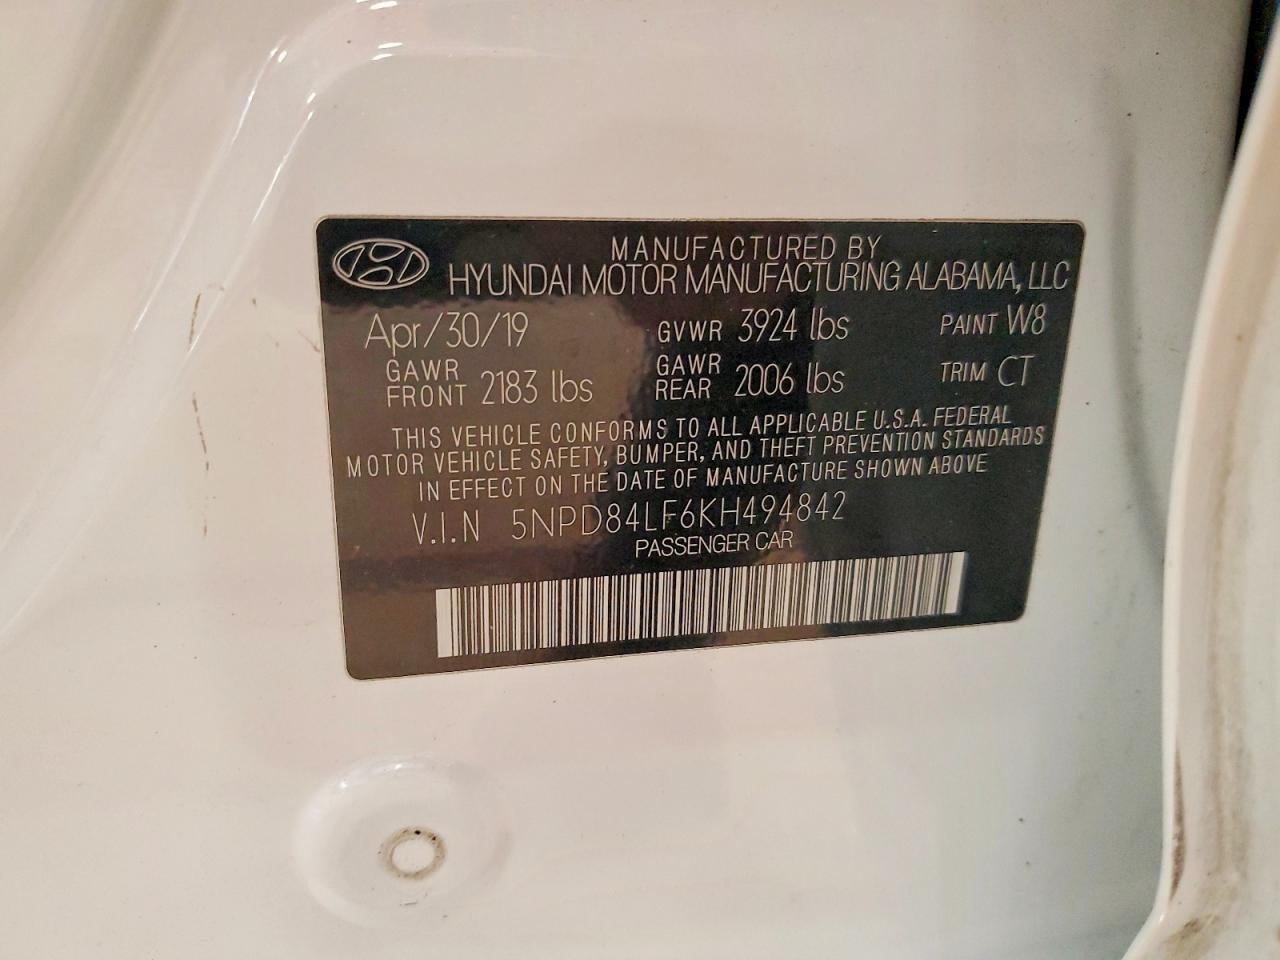 MANUFACTURED BY
HYUNDAI MOTOR MANUFACTURING ALABAMA, LLC
Apr/30/19 GVWR 3924 lbs PAINT W8
GAWR FRONT 2183 lbs GAWR REAR 2006 lbs TRIM CT
THIS VEHICLE CONFORMS TO ALL APPLICABLE U.S.A. FEDERAL
MOTOR VEHICLE SAFETY, BUMPER, AND THEFT PREVENTION STANDARDS
IN EFFECT ON THE DATE OF MANUFACTURE SHOWN ABOVE
V.I.N 5NPD84LF6KH494842
PASSENGER CAR